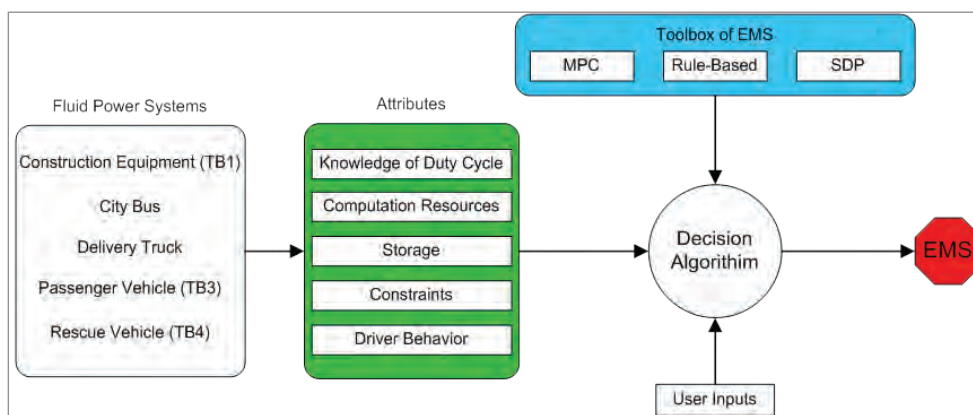 Toolbox of EMS
MPC
Rule-Based
SDP
Fluid Power Systems
Construction Equipment (TB1)
City Bus
Delivery Truck
Passenger Vehicle (TB3)
Rescue Vehicle (TB4)
Attributes
Knowledge of Duty Cycle
Computation Resources
Storage
Constraints
Driver Behavior
Decision
Algorithim
EMS
User Inputs